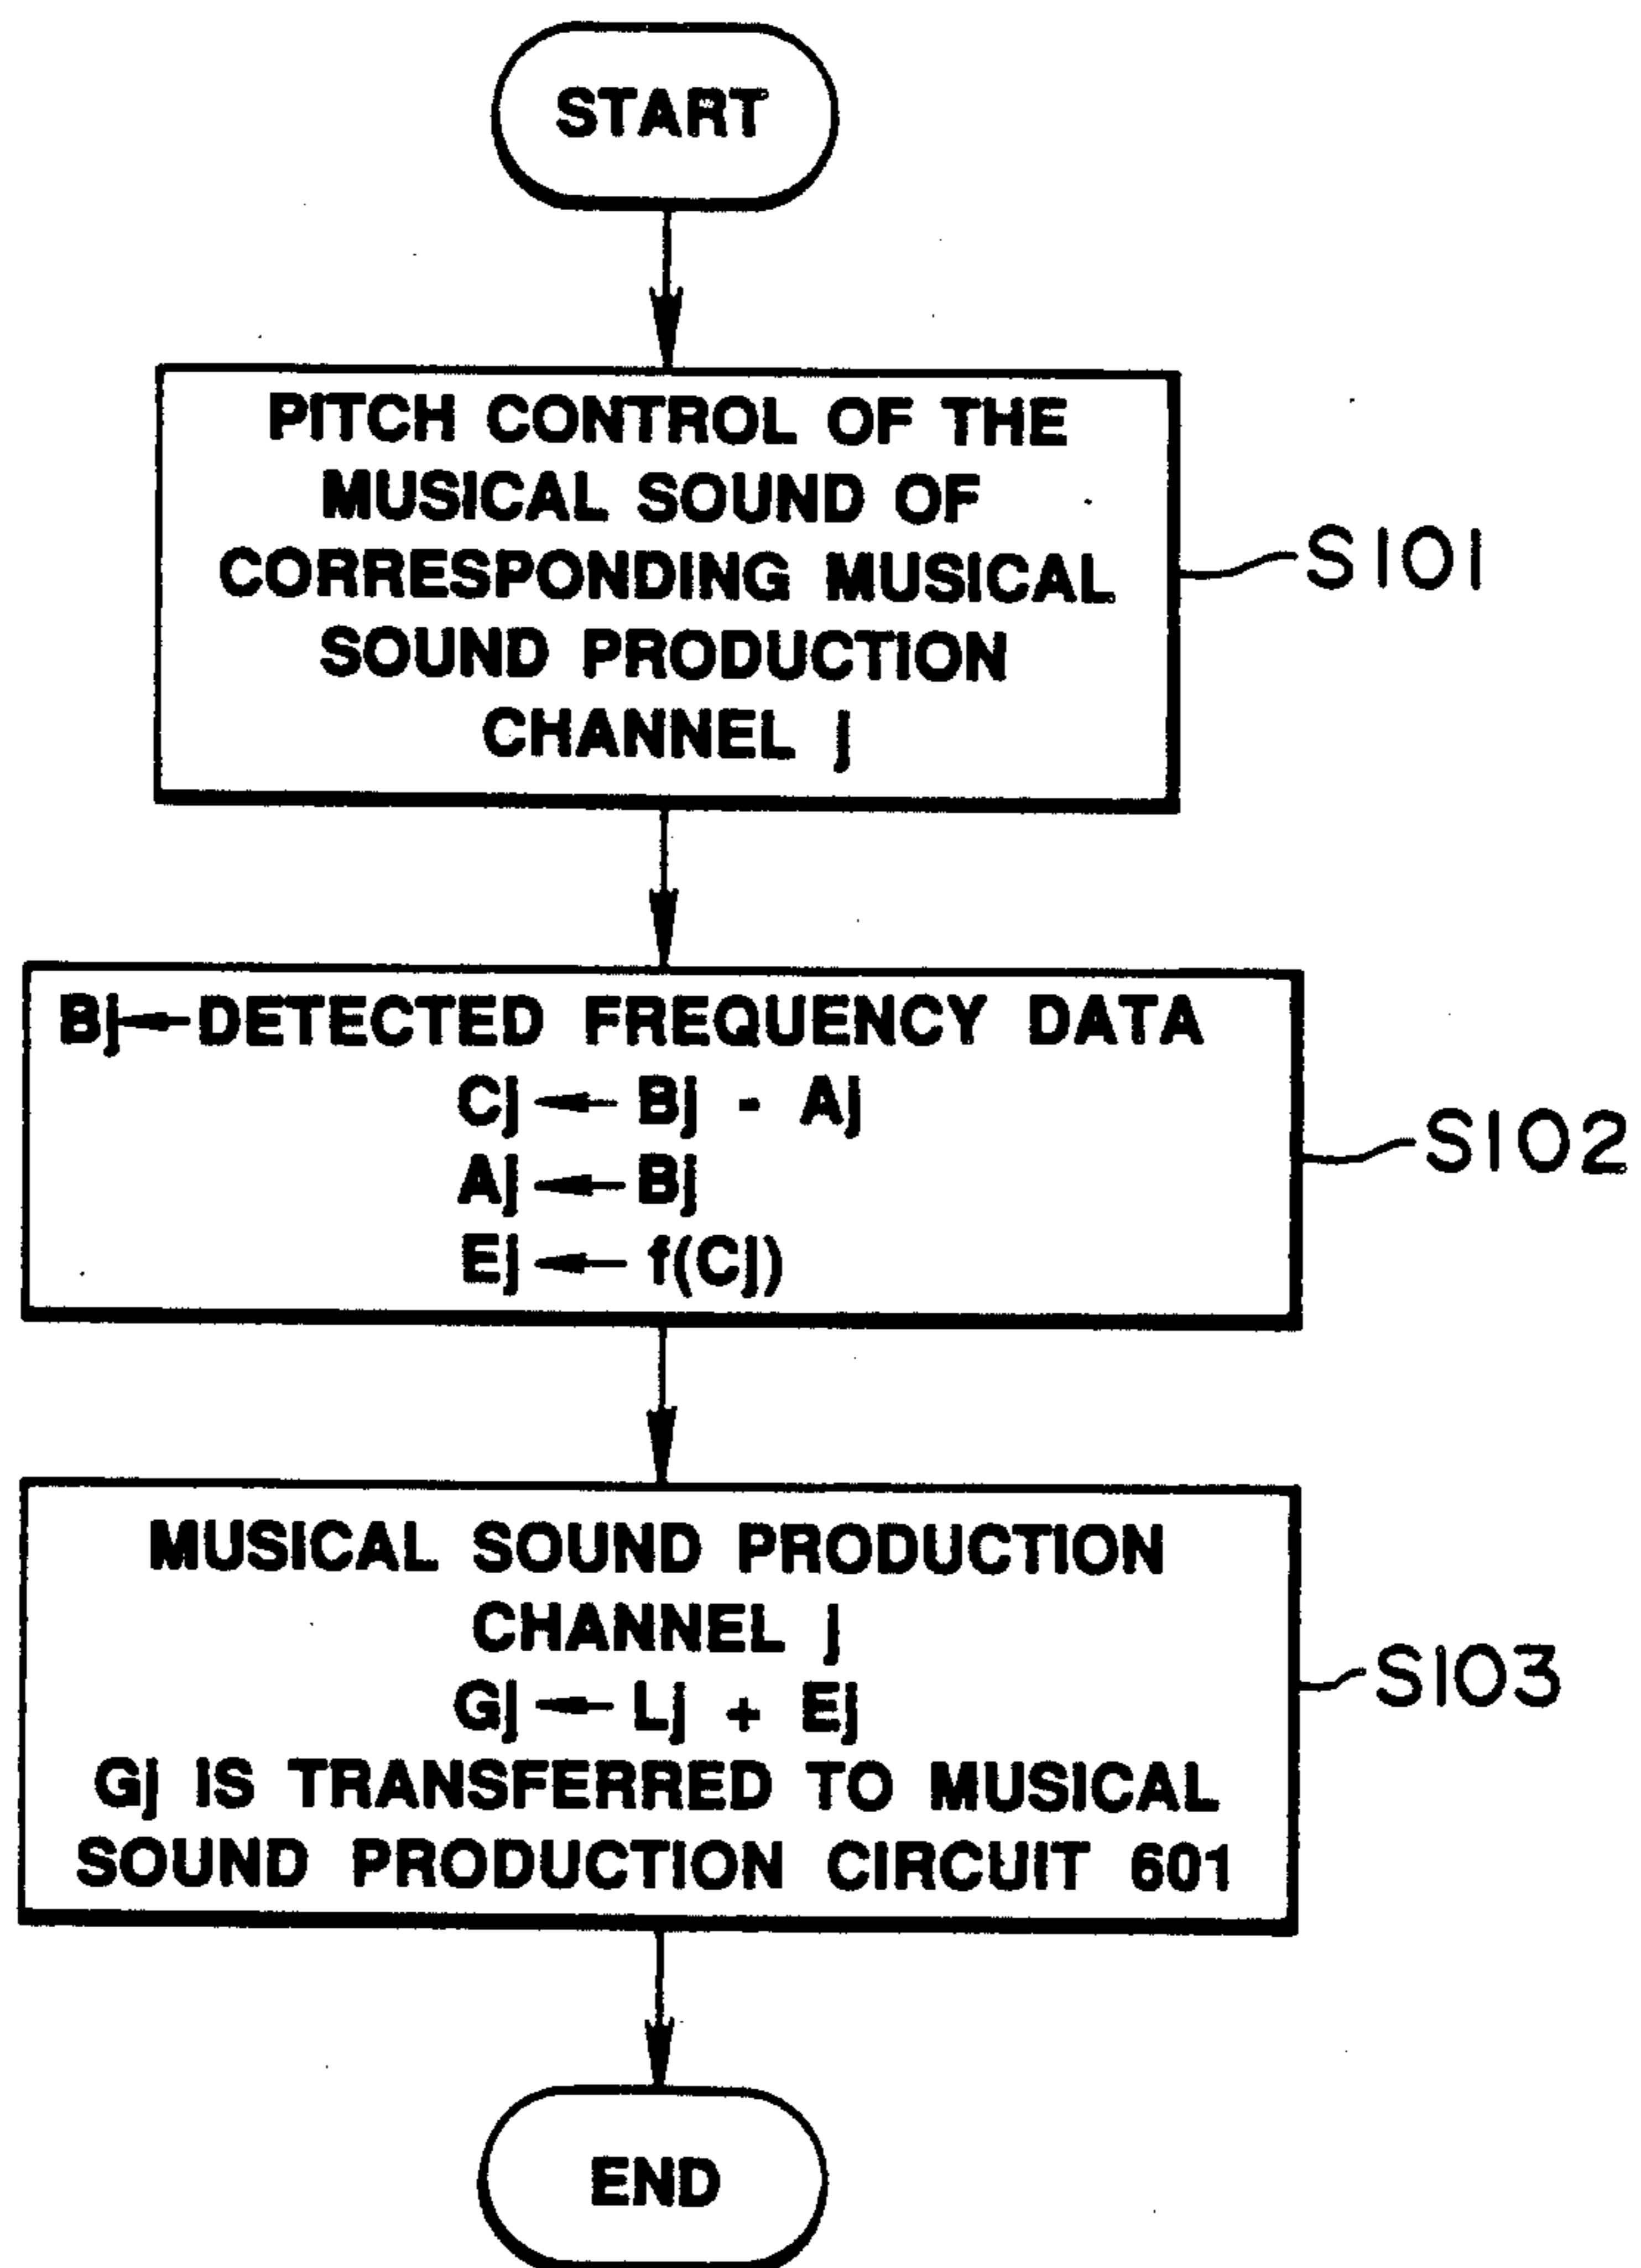 START
PITCH CONTROL OF THE
MUSICAL SOUND OF
CORRESPONDING MUSICAL
SOUND PRODUCTION
CHANNEL j
S101
Bj ← DETECTED FREQUENCY DATA
Cj ← Bj - Aj
Aj ← Bj
Ej ← f(Cj)
S102
MUSICAL SOUND PRODUCTION
CHANNEL j
Gj ← Lj + Ej
Gj IS TRANSFERRED TO MUSICAL
SOUND PRODUCTION CIRCUIT 601
S103
END